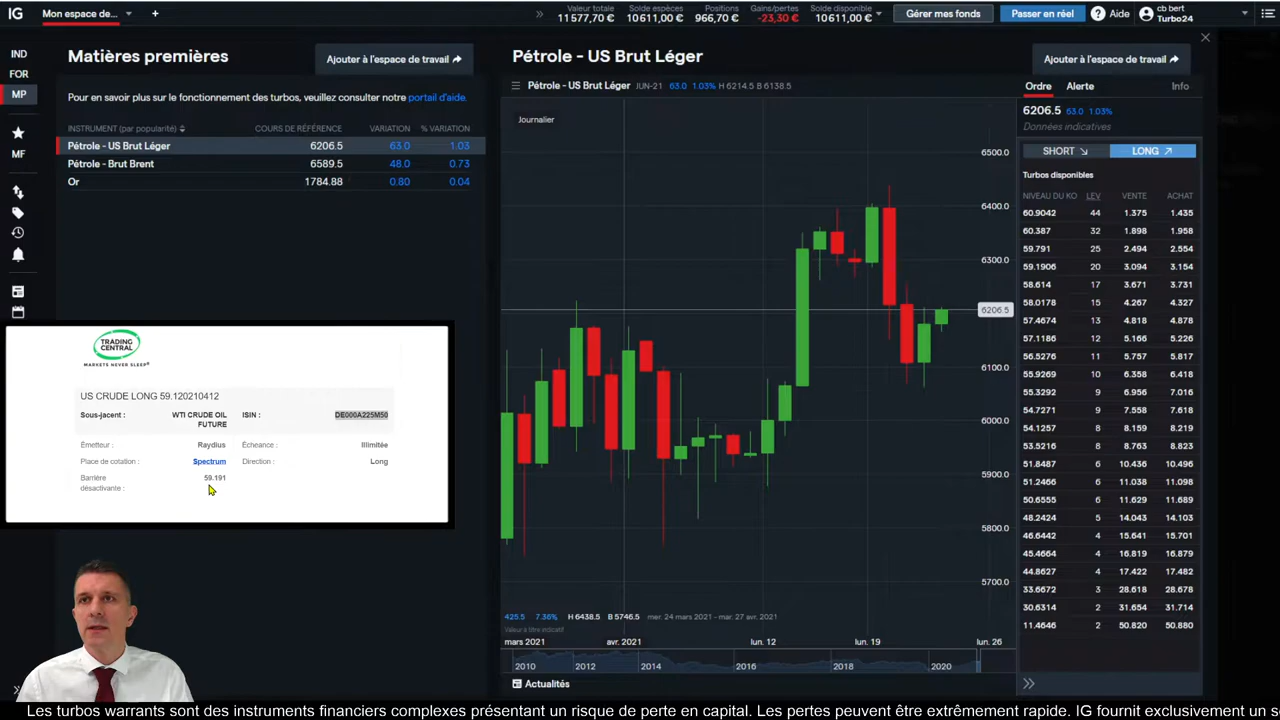 IG
Mon espace de...
Valeur totale
11 577,70 €
Solde espèces
10 611,00 €
Positions
966,70 €
Gains/pertes
-23,30 €
Solde disponible
10 611,00 €
Gérer mes fonds
Passer en réel
Aide
cb bert
Turbo24
IND
FOR
MP
MF
Matières premières
Ajouter à l'espace de travail
Pour en savoir plus sur le fonctionnement des turbos, veuillez consulter notre portail d'aide.
INSTRUMENT (par popularité) COURS DE RÉFÉRENCE VARIATION % VARIATION
Pétrole - US Brut Léger 6206.5 63.0 1.03
Pétrole - Brut Brent 6589.5 48.0 0.73
Or 1784.88 0.80 0.04
TRADING
CENTRAL
MARKETS NEVER SLEEP®
US CRUDE LONG 59.120210412
Sous-jacent : WTI CRUDE OIL FUTURE ISIN : DE000A225M50
Émetteur : Raydius Échéance : Illimitée
Place de cotation : Spectrum Direction : Long
Barrière désactivante : 59.191
Pétrole - US Brut Léger
Ajouter à l'espace de travail
Pétrole - US Brut Léger JUN-21 63.0 1.03% H 6214.5 B 6138.5
Journalier
6500.0
6400.0
6300.0
6206.5
6100.0
6000.0
5900.0
5800.0
5700.0
425.5 7.36% H 6438.5 B 5746.5 mer. 24 mars 2021 - mar. 27 avr. 2021
Valeur à titre indicatif
mars 2021 avr. 2021 lun. 12 lun. 19 lun. 26
2010 2012 2014 2016 2018 2020
Actualités
Ordre Alerte Info
6206.5 63.0 1.03%
Données indicatives
SHORT LONG
Turbos disponibles
NIVEAU DU KO LEV VENTE ACHAT
60.9042 44 1.375 1.435
60.387 32 1.898 1.958
59.791 25 2.494 2.554
59.1906 20 3.094 3.154
58.614 17 3.671 3.731
58.0178 15 4.267 4.327
57.4674 13 4.818 4.878
57.1186 12 5.166 5.226
56.5276 11 5.757 5.817
55.9269 10 6.358 6.418
55.3292 9 6.956 7.016
54.7271 9 7.558 7.618
54.1257 8 8.159 8.219
53.5216 8 8.763 8.823
51.8487 6 10.436 10.496
51.2466 6 11.038 11.098
50.6555 6 11.629 11.689
48.2424 5 14.043 14.103
46.6442 4 15.641 15.701
45.4664 4 16.819 16.879
44.8627 4 17.422 17.482
33.6672 3 28.618 28.678
30.6314 2 31.654 31.714
11.4646 2 50.820 50.880
Les turbos warrants sont des instruments financiers complexes présentant un risque de perte en capital. Les pertes peuvent être extrêmement rapide. IG fournit exclusivement un s